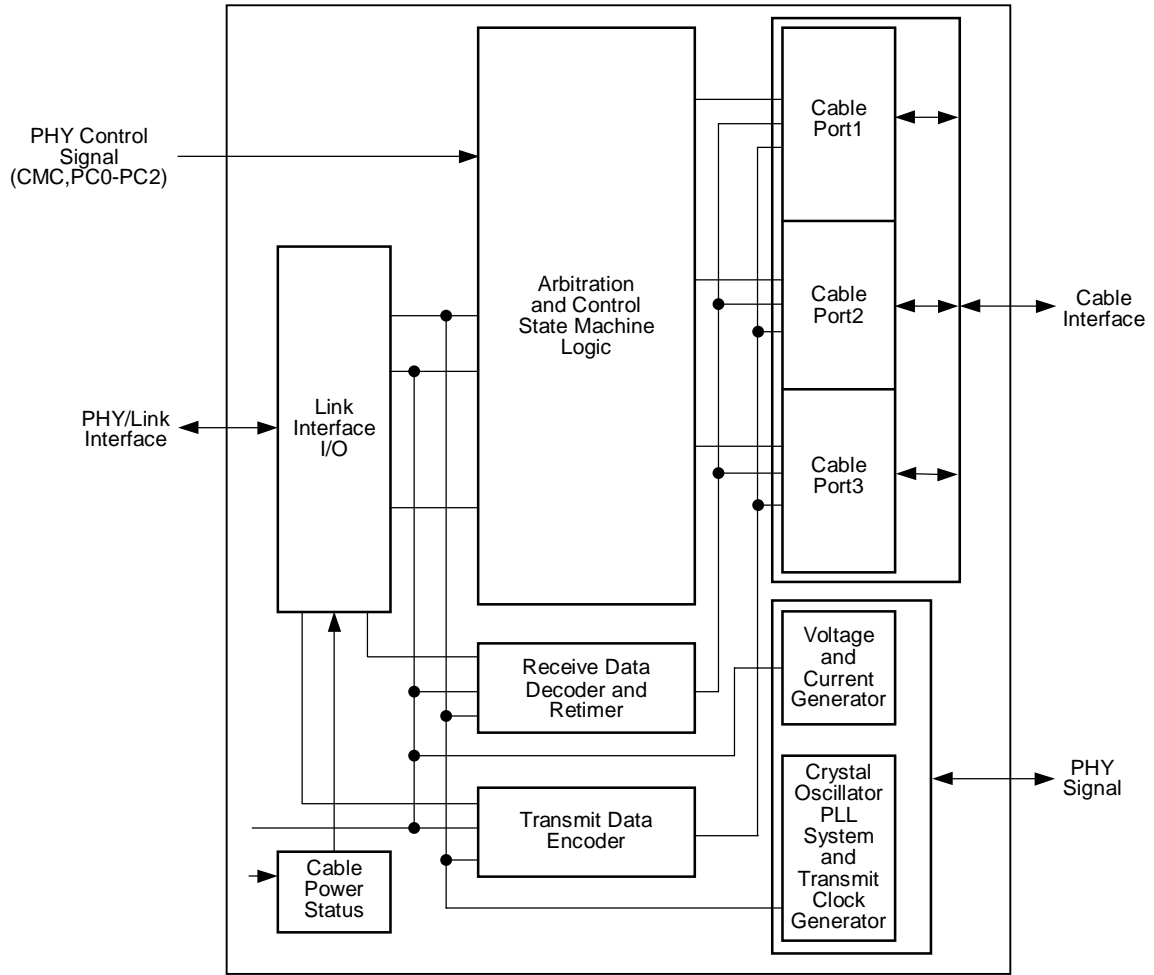 PHY Control
Signal
(CMC,PC0-PC2)
PHY/Link
Interface
Link
Interface
I/O
Cable
Power
Status
Arbitration
and Control
State Machine
Logic
Receive Data
Decoder and
Retimer
Transmit Data
Encoder
Cable
Port1
Cable
Port2
Cable
Port3
Cable
Interface
Voltage
and
Current
Generator
Crystal
Oscillator
PLL
System
and
Transmit
Clock
Generator
PHY
Signal